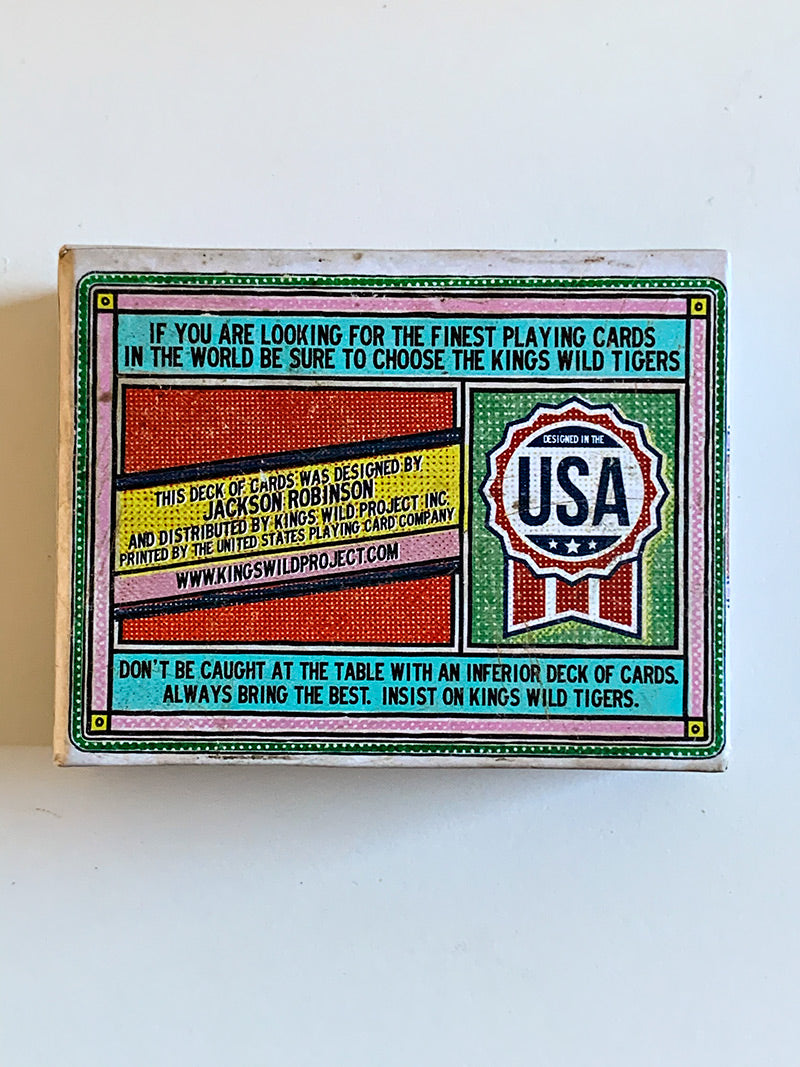 IF YOU ARE LOOKING FOR THE FINEST PLAYING CARDS
IN THE WORLD BE SURE TO CHOOSE THE KINGS WILD TIGERS
THIS DECK OF CARDS WAS DESIGNED BY
JACKSON ROBINSON
AND DISTRIBUTED BY KINGS WILD PROJECT INC.
PRINTED BY THE UNITED STATES PLAYING CARD COMPANY
WWW.KINGSWILDPROJECT.COM
DESIGNED IN THE
USA
DON'T BE CAUGHT AT THE TABLE WITH AN INFERIOR DECK OF CARDS.
ALWAYS BRING THE BEST. INSIST ON KINGS WILD TIGERS.